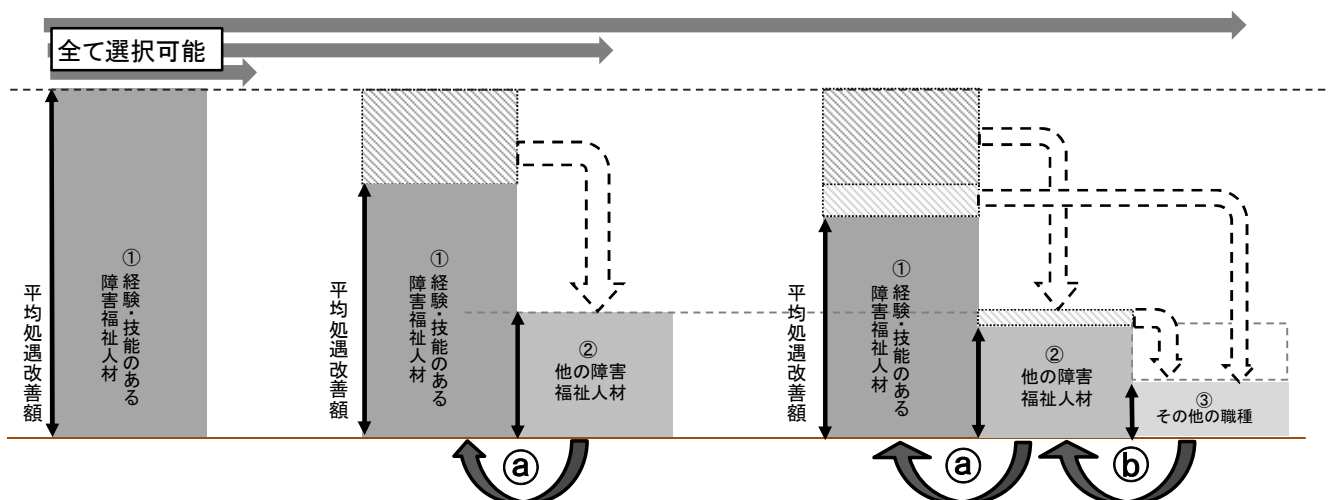 全て選択可能
平均処遇改善額
①経験・技能のある
障害福祉人材
平均処遇改善額
①経験・技能のある
障害福祉人材
②
他の障害
福祉人材
平均処遇改善額
①経験・技能のある
障害福祉人材
②
他の障害
福祉人材
③
その他の職種
ⓐ
ⓐ
ⓑ